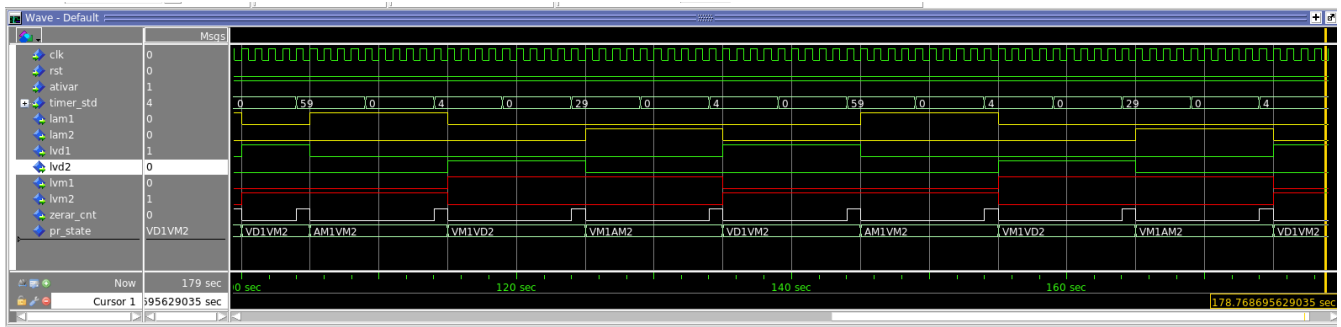 Wave - Default
Msgs
clk 0
rst 0
ativar 1
timer_std 4 0 59 0 4 0 29 0 4 0 59 0 4 0 29 0 4
lam1 0
lam2 0
lvd1 1
lvd2 0
lvm1 0
lvm2 1
zerar_cnt 0
pr_state VD1VM2 VD1VM2 AM1VM2 VM1VD2 VM1AM2 VD1VM2 AM1VM2 VM1VD2 VM1AM2 VD1VM2
Now 179 sec 0 sec 120 sec 140 sec 160 sec
Cursor 1 595629035 sec 178.768695629035 sec